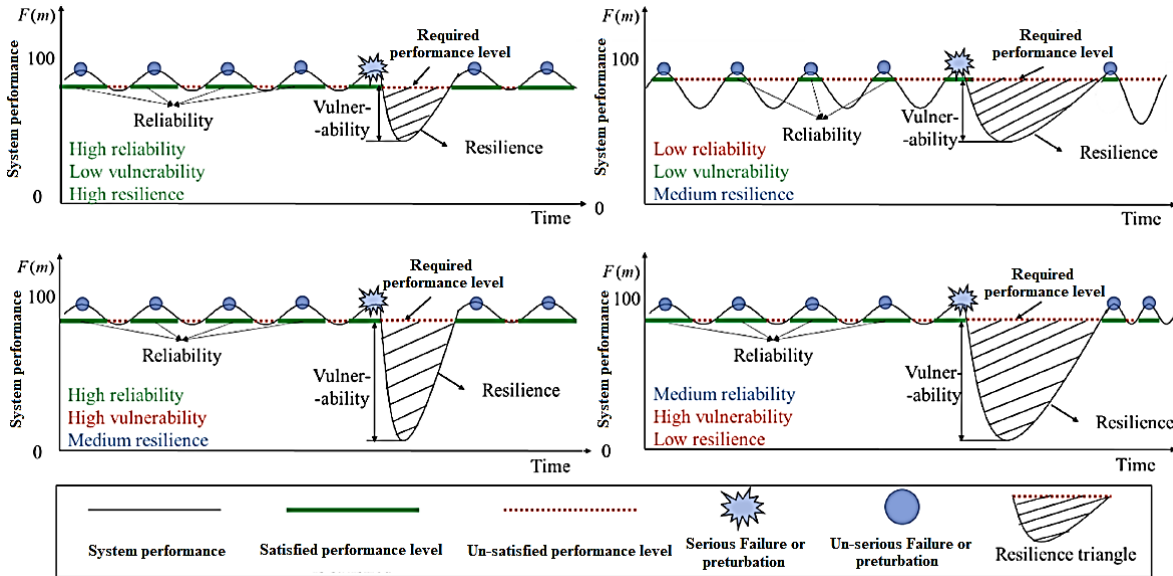 F(m)
System performance
100
0
Required
performance level
Vulner-
-ability
Reliability
Resilience
High reliability
Low vulnerability
High resilience
Time
F(m)
System performance
100
0
Required
performance level
Vulner-
-ability
Reliability
Resilience
Low reliability
Low vulnerability
Medium resilience
Time
F(m)
System performance
100
0
Required
performance level
Reliability
Vulner-
-ability
Resilience
High reliability
High vulnerability
Medium resilience
Time
F(m)
System performance
100
0
Required
performance level
Reliability
Vulner-
-ability
Resilience
Medium reliability
High vulnerability
Low resilience
Time
System performance
Satisfied performance level
Un-satisfied performance level
Serious Failure or
preturbation
Un-serious Failure or
preturbation
Resilience triangle